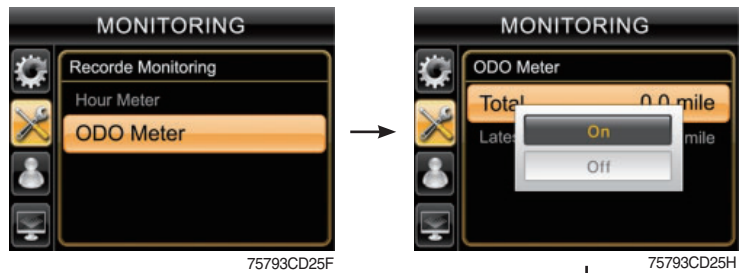 MONITORING
Recorde Monitoring
Hour Meter
ODO Meter
75793CD25F
MONITORING
ODO Meter
Total 0.0 mile
On
mile
Off
75793CD25H